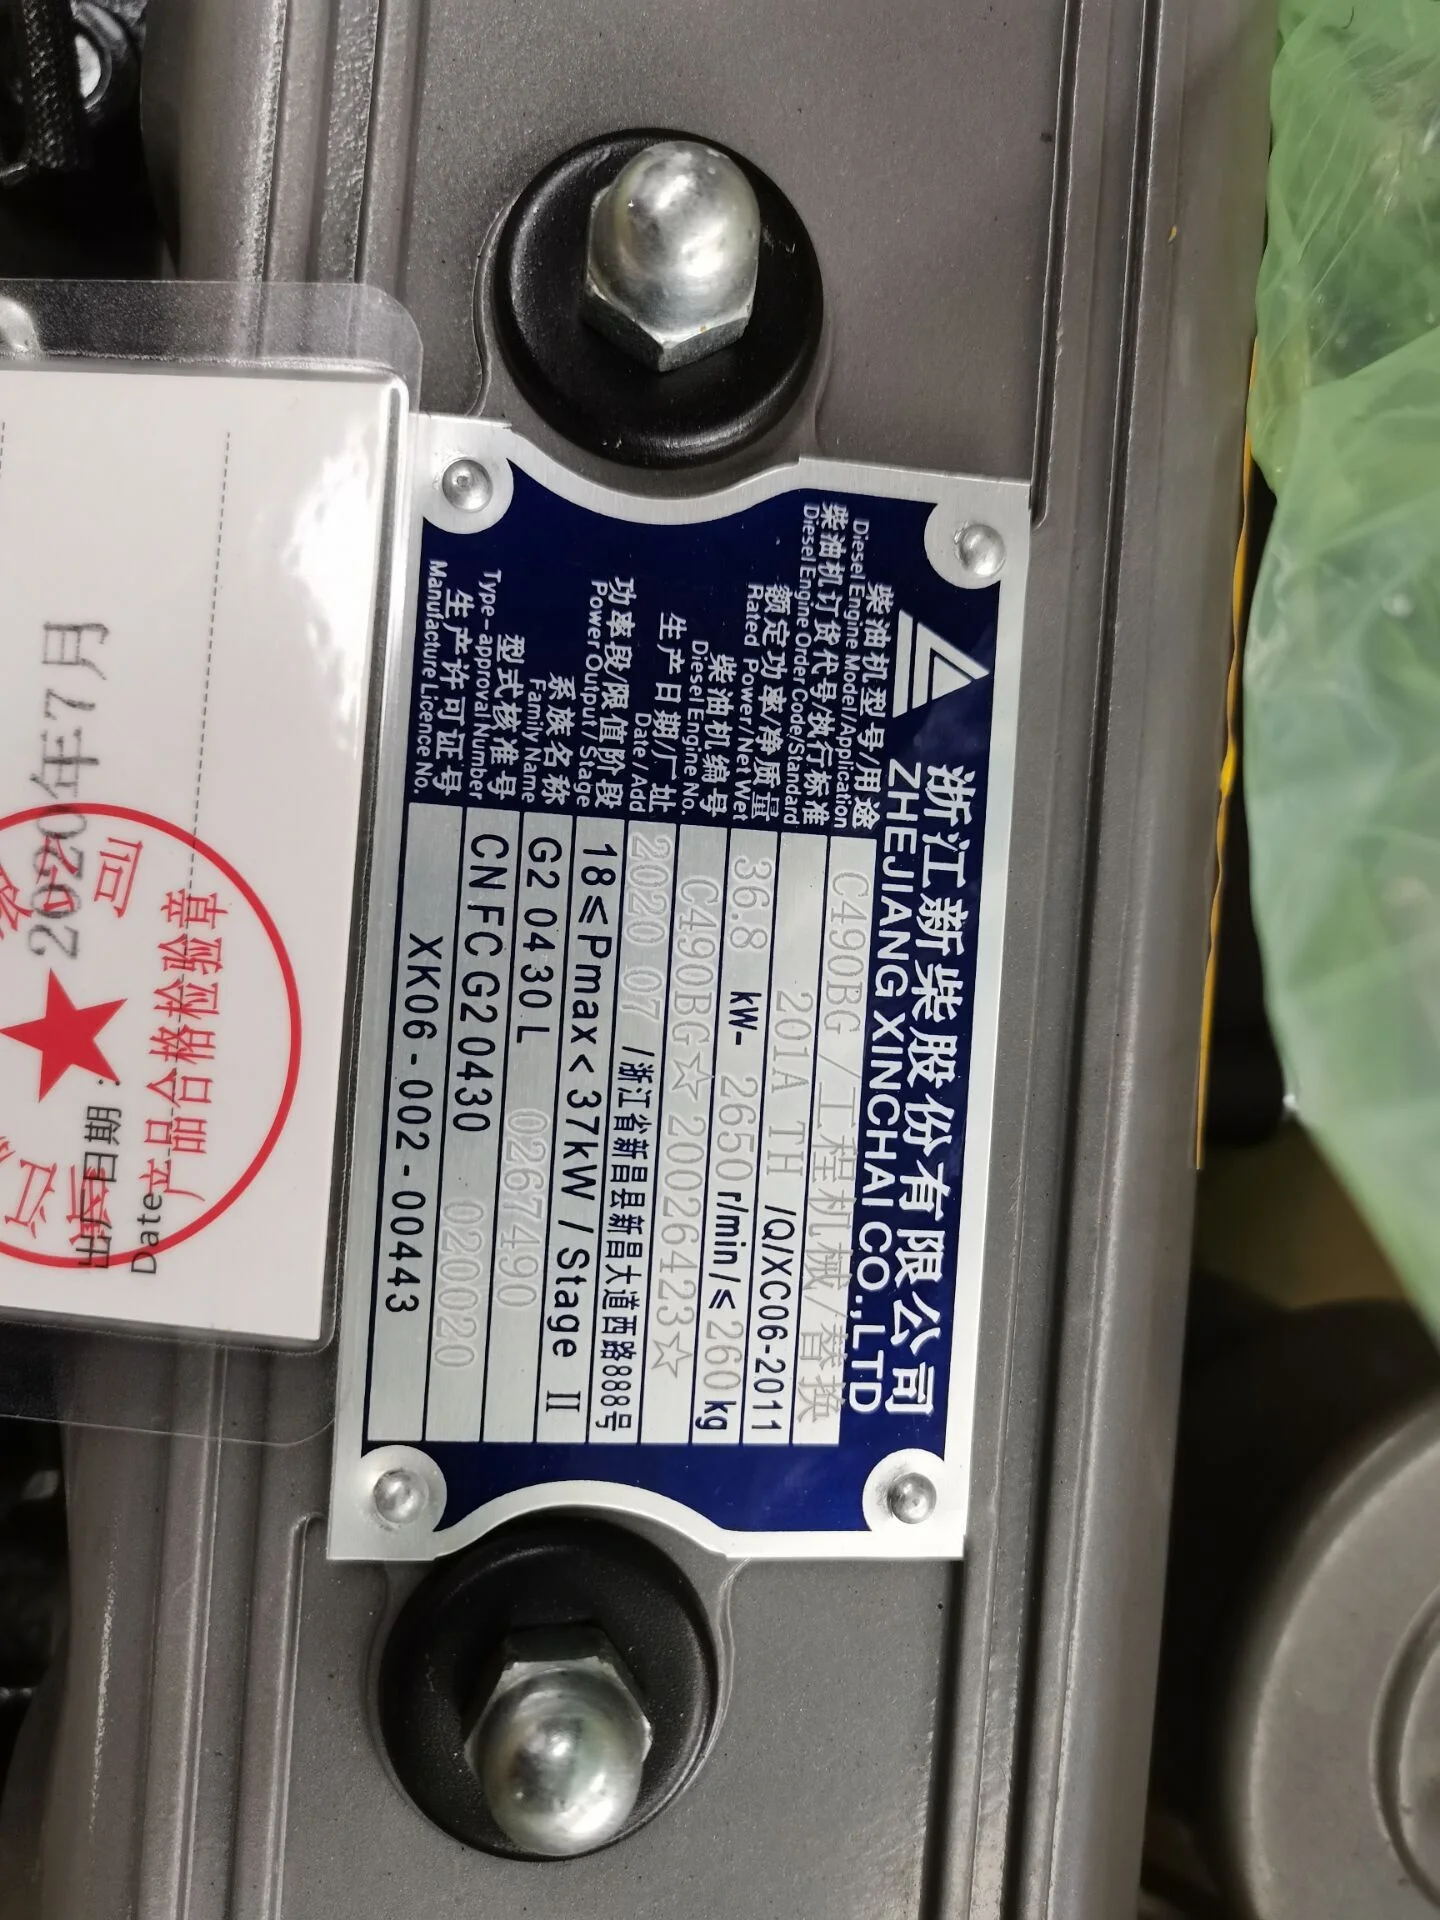 浙江新柴股份有限公司
ZHEJIANG XINCHAI CO.,LTD
柴油机型号/用途 C490BG /工程机械/替换
Diesel Engine Model/Application
柴油机订货代号/执行标准 201A TH /Q/XC06-2011
Diesel Engine Order Code/Standard
额定功率/净质量 36.8 kW- 2650 r/min/≤260kg
Rated Power/Net Wet
柴油机编号 C490BG☆20026423☆
Diesel Engine No.
生产日期/厂址 2020 07 /浙江省新昌县新昌大道西路888号
Date/Add
功率段/限值阶段 18≤Pmax<37kW/Stage II
Power Output/Stage
系族名称 G20430L 0267490
Family Name
型式核准号 CNFCG20430 020020
Type-approval Number
生产许可证号 XK06-002-00443
Manufacture Licence No.
产品合格检验章
公司
出厂日期: 2020年7月
Date